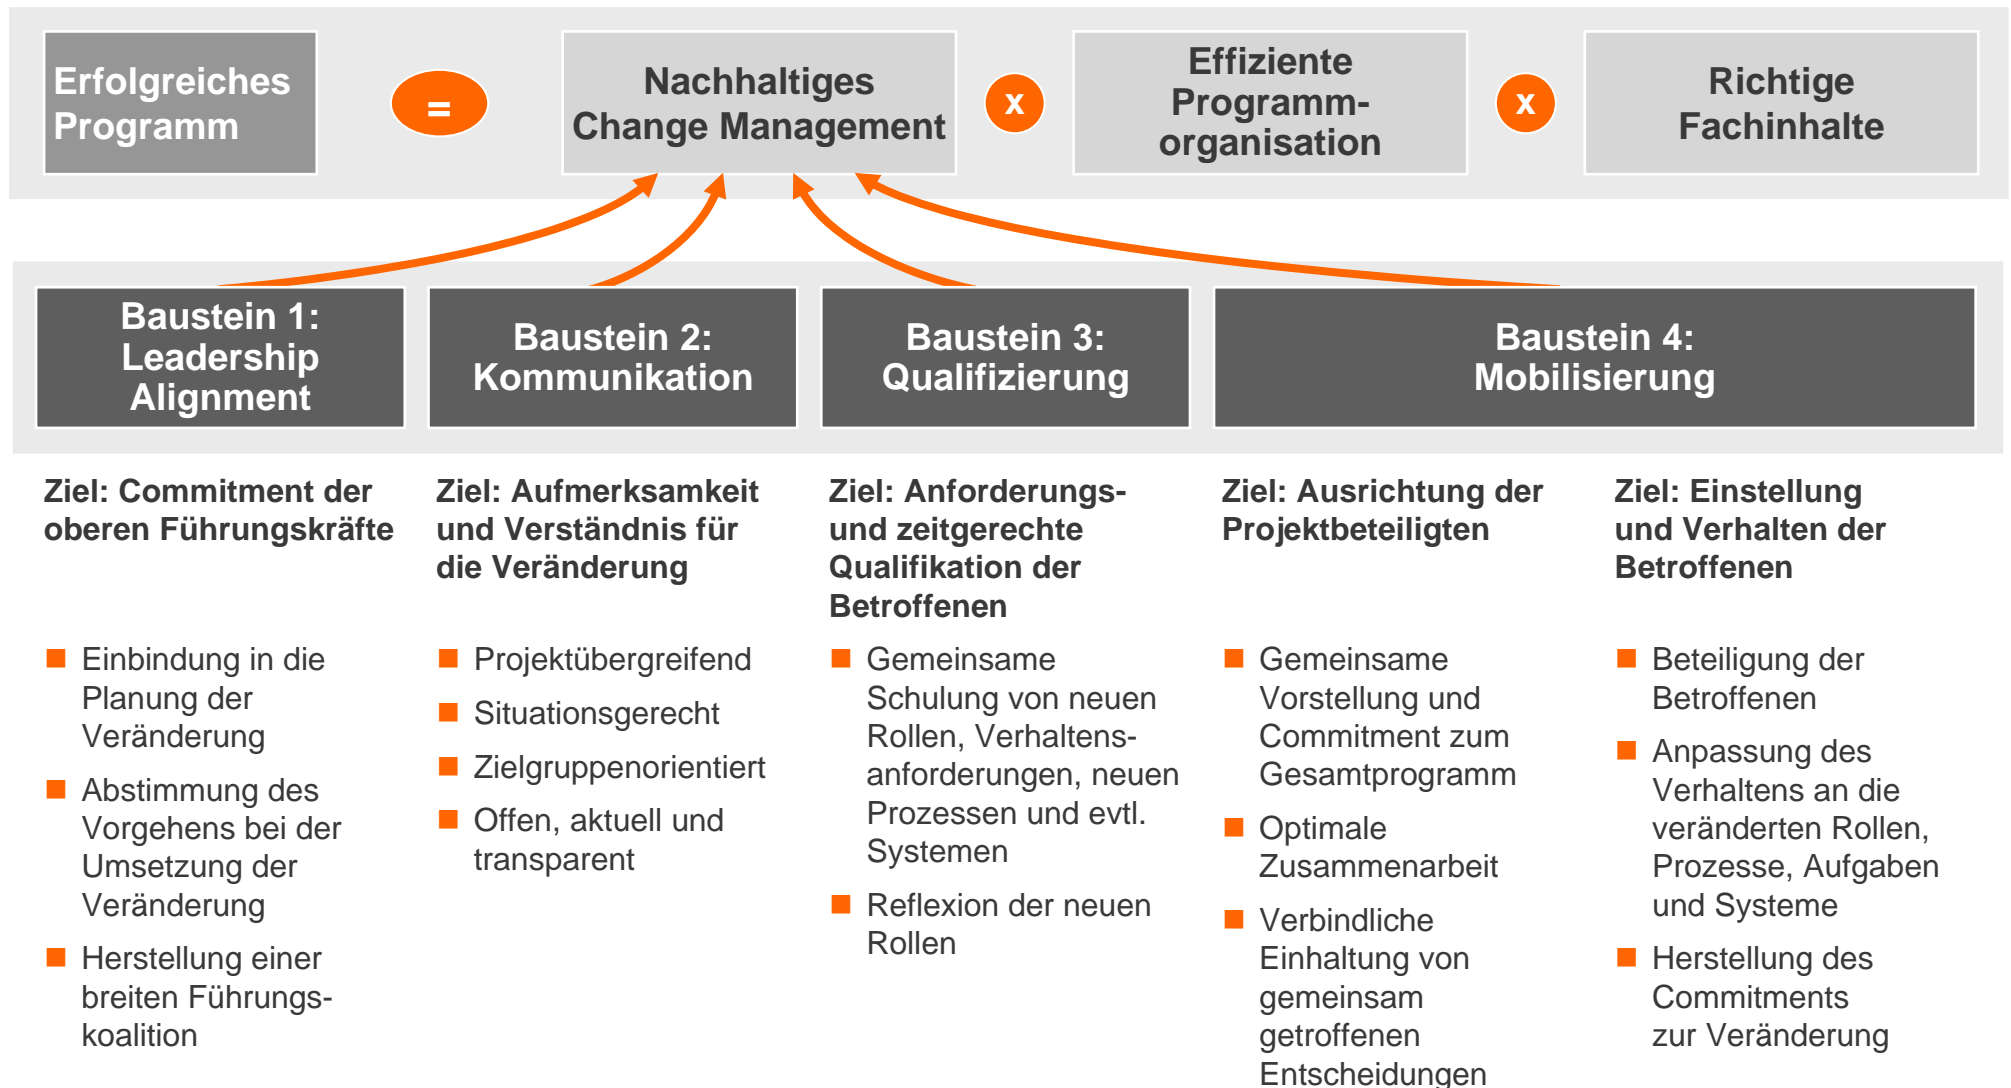 Erfolgreiches
Programm
=
Nachhaltiges
Change Management
x
Effiziente
Programm-
organisation
x
Richtige
Fachinhalte
Baustein 1:
Leadership
Alignment
Baustein 2:
Kommunikation
Baustein 3:
Qualifizierung
Baustein 4:
Mobilisierung
Ziel: Commitment der
oberen Führungskräfte
Einbindung in die
Planung der
Veränderung
Abstimmung des
Vorgehens bei der
Umsetzung der
Veränderung
Herstellung einer
breiten Führungs-
koalition
Ziel: Aufmerksamkeit
und Verständnis für
die Veränderung
Projektübergreifend
Situationsgerecht
Zielgruppenorientiert
Offen, aktuell und
transparent
Ziel: Anforderungs-
und zeitgerechte
Qualifikation der
Betroffenen
Gemeinsame
Schulung von neuen
Rollen, Verhaltens-
anforderungen, neuen
Prozessen und evtl.
Systemen
Reflexion der neuen
Rollen
Ziel: Ausrichtung der
Projektbeteiligten
Gemeinsame
Vorstellung und
Commitment zum
Gesamtprogramm
Optimale
Zusammenarbeit
Verbindliche
Einhaltung von
gemeinsam
getroffenen
Entscheidungen
Ziel: Einstellung
und Verhalten der
Betroffenen
Beteiligung der
Betroffenen
Anpassung des
Verhaltens an die
veränderten Rollen,
Prozesse, Aufgaben
und Systeme
Herstellung des
Commitments
zur Veränderung